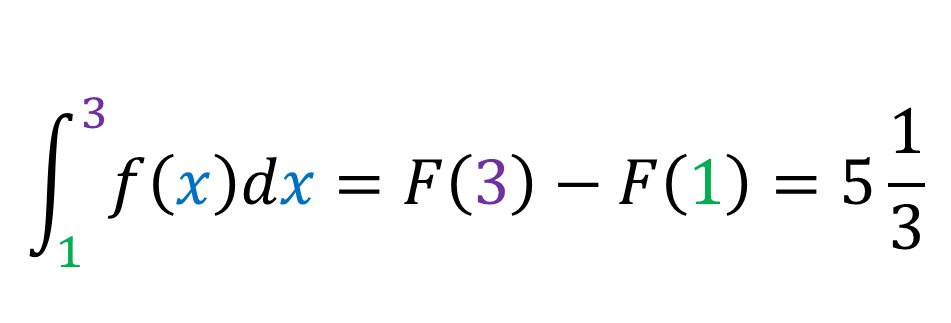 ∫₁³ f(x)dx = F(3) − F(1) = 5 1/3